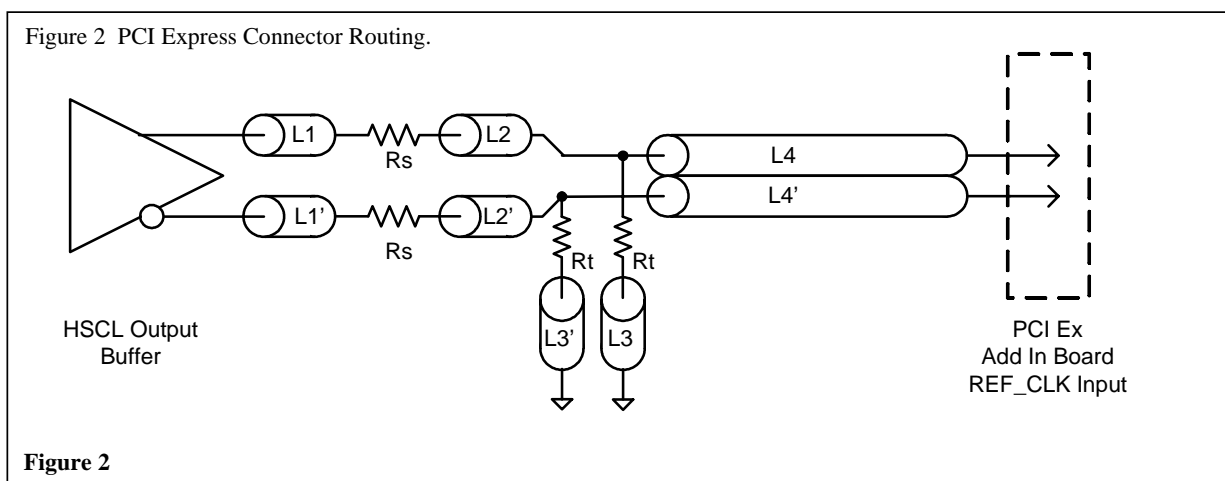 Figure 2 PCI Express Connector Routing.
L1
Rs
L2
L4
L1'
Rs
L2'
L4'
Rt
Rt
L3'
L3
HSCL Output
Buffer
PCI Ex
Add In Board
REF_CLK Input
Figure 2